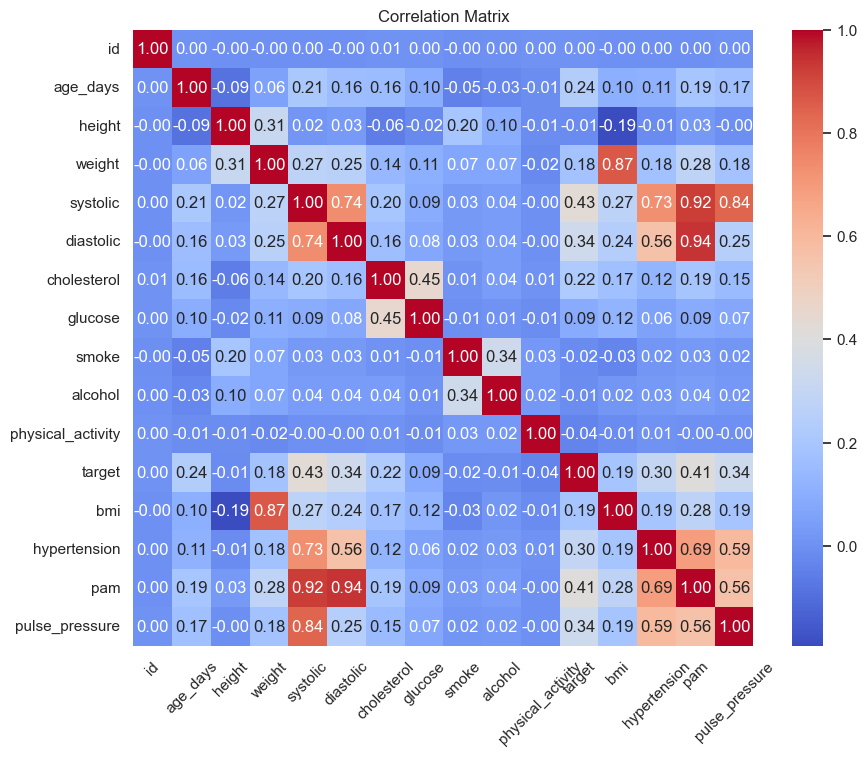 Correlation Matrix
id 1.00 0.00 -0.00 -0.00 0.00 -0.00 0.01 0.00 -0.00 0.00 0.00 0.00 -0.00 0.00 0.00 0.00
age_days 0.00 1.00 -0.09 0.06 0.21 0.16 0.16 0.10 -0.05 -0.03 -0.01 0.24 0.10 0.11 0.19 0.17
height -0.00 -0.09 1.00 0.31 0.02 0.03 -0.06 -0.02 0.20 0.10 -0.01 -0.01 -0.19 -0.01 0.03 -0.00
weight -0.00 0.06 0.31 1.00 0.27 0.25 0.14 0.11 0.07 0.07 -0.02 0.18 0.87 0.18 0.28 0.18
systolic 0.00 0.21 0.02 0.27 1.00 0.74 0.20 0.09 0.03 0.04 -0.00 0.43 0.27 0.73 0.92 0.84
diastolic -0.00 0.16 0.03 0.25 0.74 1.00 0.16 0.08 0.03 0.04 -0.00 0.34 0.24 0.56 0.94 0.25
cholesterol 0.01 0.16 -0.06 0.14 0.20 0.16 1.00 0.45 0.01 0.04 0.01 0.22 0.17 0.12 0.19 0.15
glucose 0.00 0.10 -0.02 0.11 0.09 0.08 0.45 1.00 -0.01 0.01 -0.01 0.09 0.12 0.06 0.09 0.07
smoke -0.00 -0.05 0.20 0.07 0.03 0.03 0.01 -0.01 1.00 0.34 0.03 -0.02 -0.03 0.02 0.03 0.02
alcohol 0.00 -0.03 0.10 0.07 0.04 0.04 0.04 0.01 0.34 1.00 0.02 -0.01 0.02 0.03 0.04 0.02
physical_activity 0.00 -0.01 -0.01 -0.02 -0.00 -0.00 0.01 -0.01 0.03 0.02 1.00 -0.04 -0.01 0.01 -0.00 -0.00
target 0.00 0.24 -0.01 0.18 0.43 0.34 0.22 0.09 -0.02 -0.01 -0.04 1.00 0.19 0.30 0.41 0.34
bmi -0.00 0.10 -0.19 0.87 0.27 0.24 0.17 0.12 -0.03 0.02 -0.01 0.19 1.00 0.19 0.28 0.19
hypertension 0.00 0.11 -0.01 0.18 0.73 0.56 0.12 0.06 0.02 0.03 0.01 0.30 0.19 1.00 0.69 0.59
pam 0.00 0.19 0.03 0.28 0.92 0.94 0.19 0.09 0.03 0.04 -0.00 0.41 0.28 0.69 1.00 0.56
pulse_pressure 0.00 0.17 -0.00 0.18 0.84 0.25 0.15 0.07 0.02 0.02 -0.00 0.34 0.19 0.59 0.56 1.00
id age_days height weight systolic diastolic cholesterol glucose smoke alcohol physical_activity target bmi hypertension pam pulse_pressure
1.0
0.8
0.6
0.4
0.2
0.0